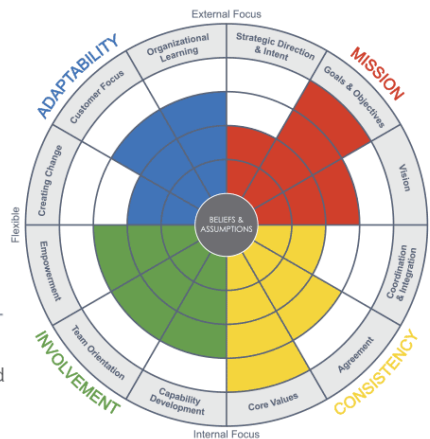 External Focus
ADAPTABILITY
Organizational
Learning
Strategic Direction
& Intent
MISSION
Customer Focus
Goals & Objectives
Creating Change
Vision
BELIEFS &
ASSUMPTIONS
Flexible
Empowerment
Coordination
& Integration
Team Orientation
Agreement
INVOLVEMENT
Capability
Development
Core Values
CONSISTENCY
Internal Focus
d